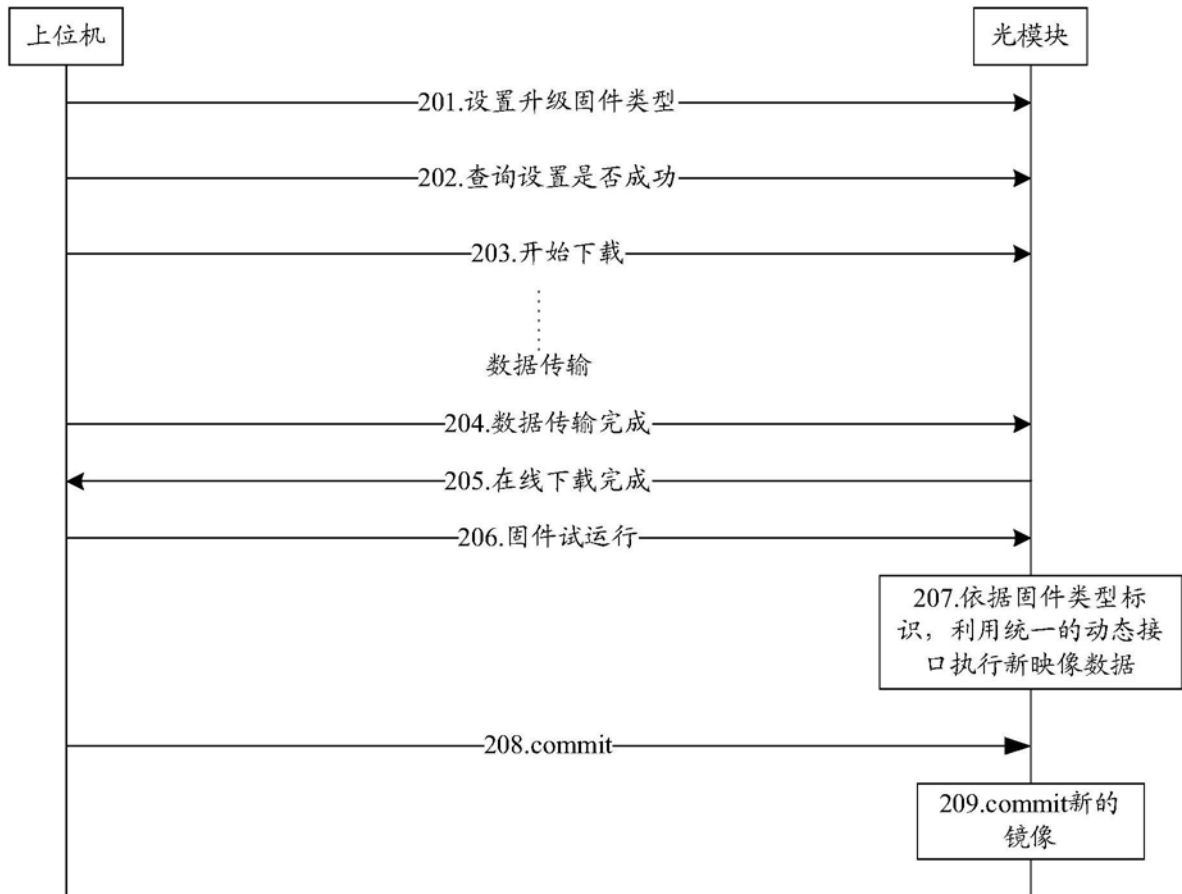 上位机
光模块
201.设置升级固件类型
202.查询设置是否成功
203.开始下载
数据传输
204.数据传输完成
205.在线下载完成
206.固件试运行
207.依据固件类型标
识，利用统一的动态接
口执行新映像数据
208.commit
209.commit新的
镜像